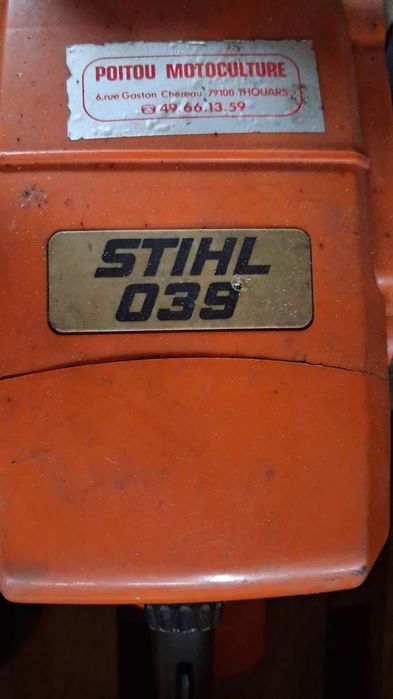 POITOU MOTOCULTURE
6,rue Gaston Chéreau 79100 THOUARS
☎ 49.66.13.59
STIHL
039